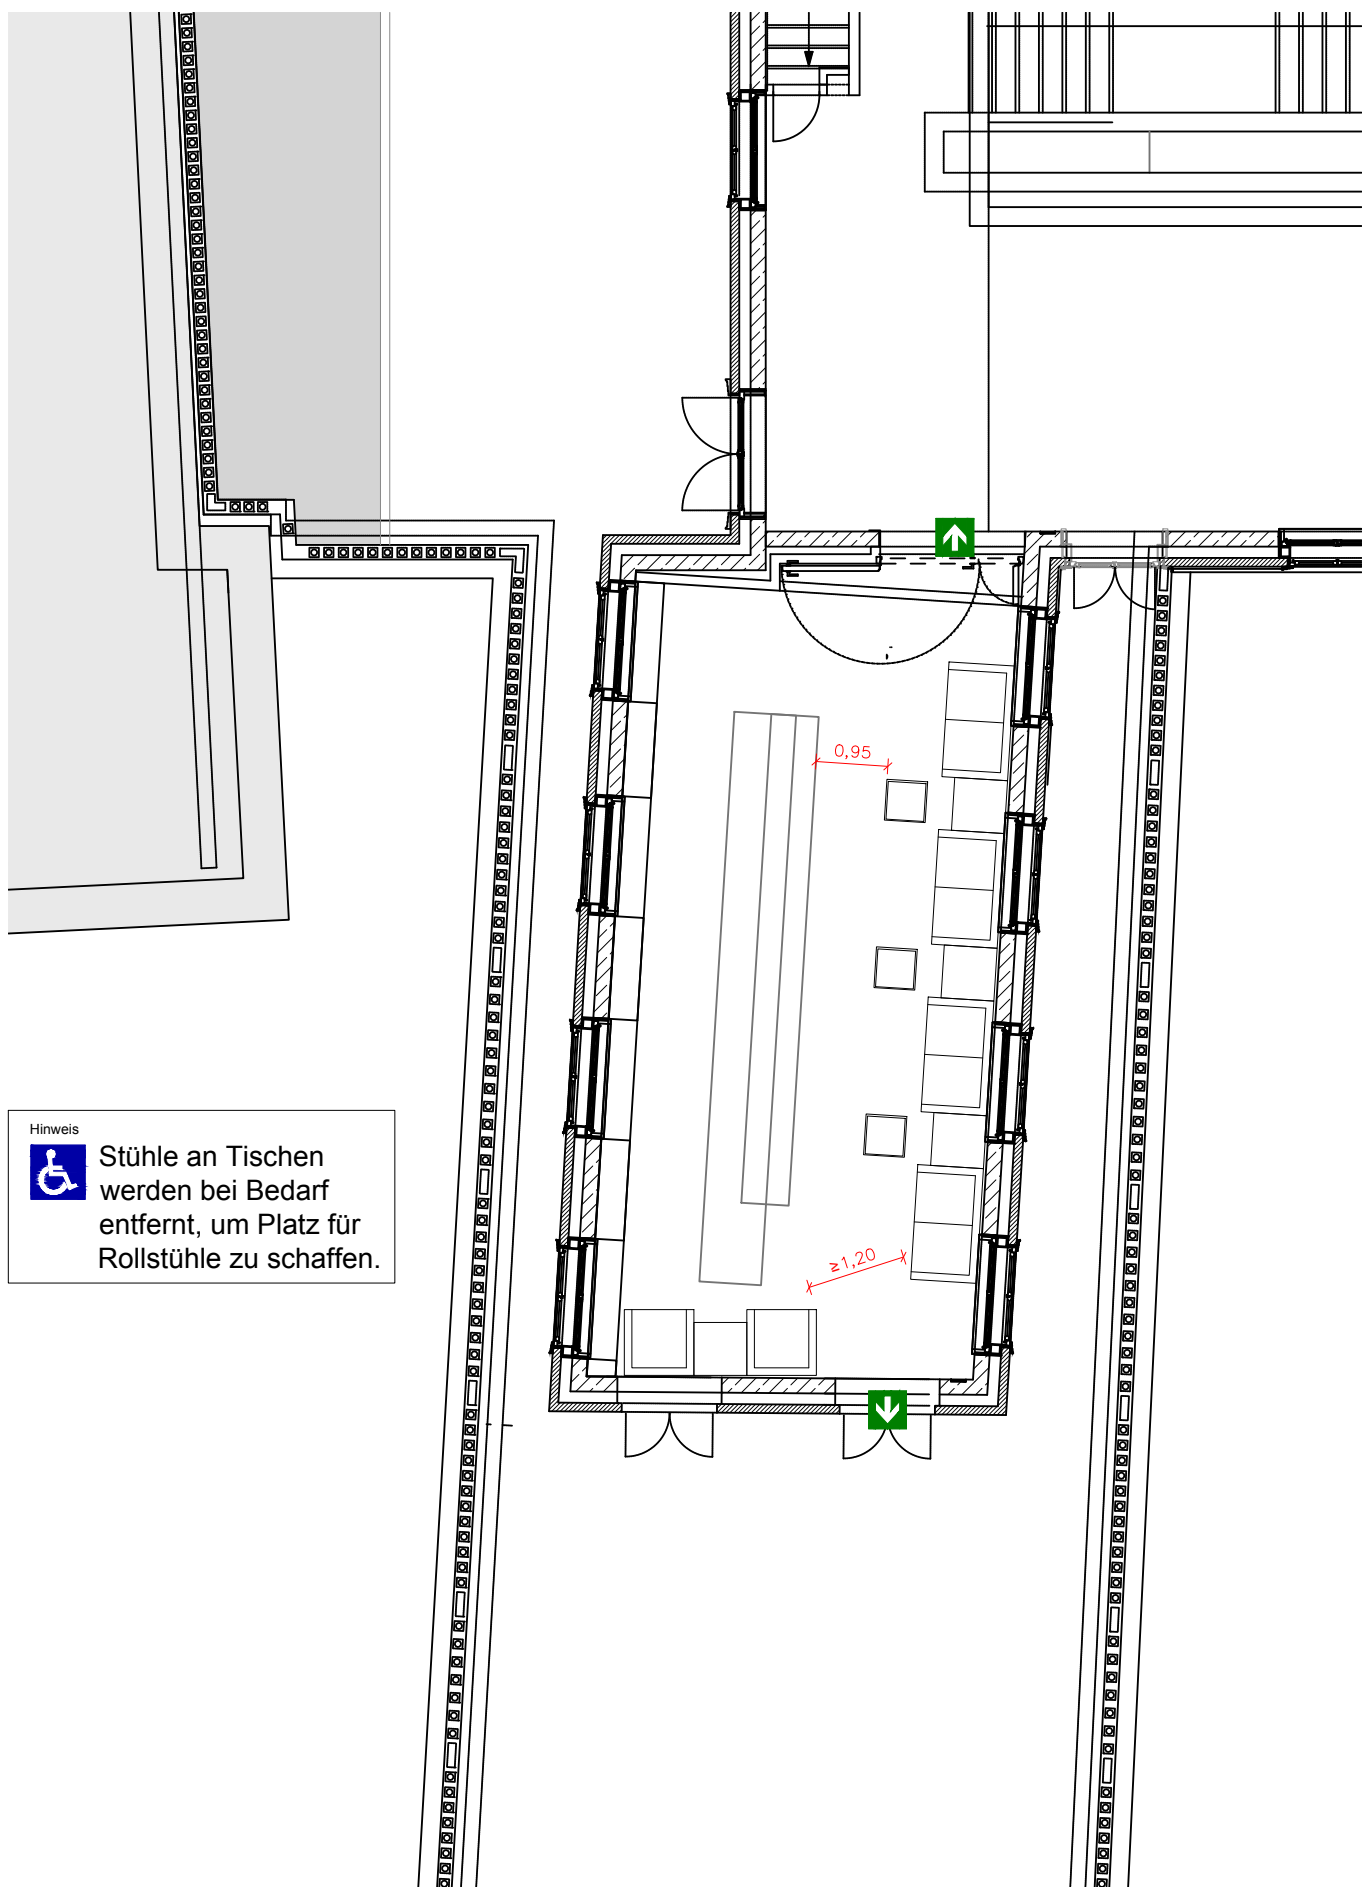 0,95
Hinweis
Stühle an Tischen
werden bei Bedarf
entfernt, um Platz für
Rollstühle zu schaffen.
≥1,20